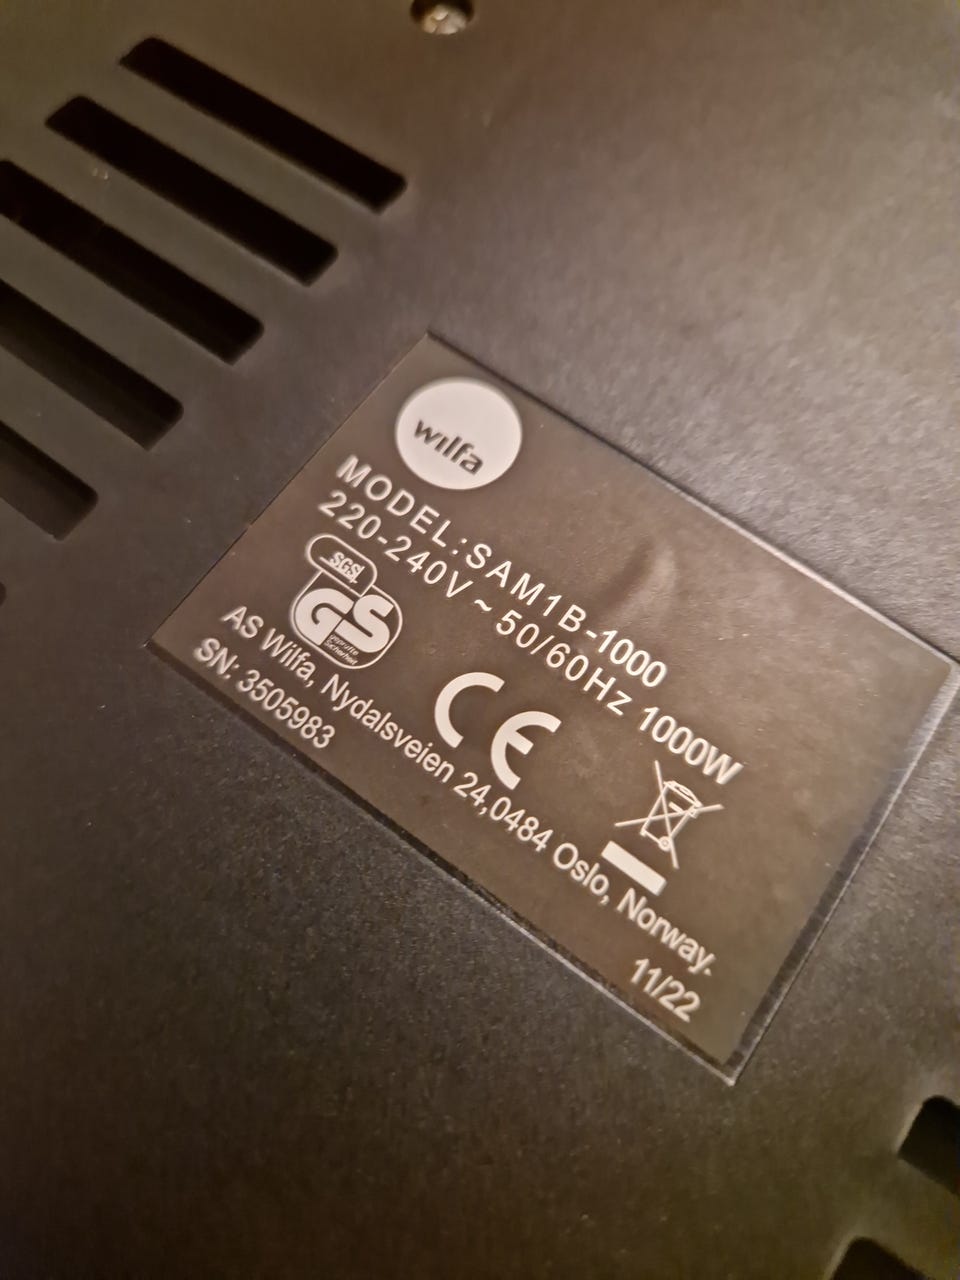 wilfa
MODEL:SAM1B-1000
220-240V ~ 50/60Hz 1000W
SGS
GS
geprüfte
Sicherheit
CE
AS Wilfa, Nydalsveien 24,0484 Oslo, Norway.
SN: 3505983
11/22